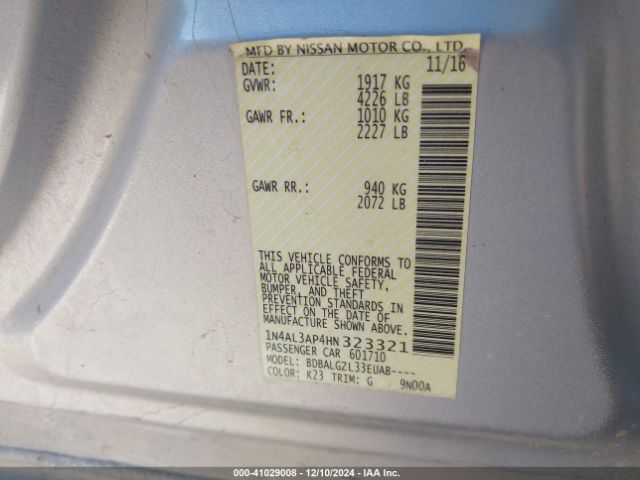 MFD BY NISSAN MOTOR CO., LTD.
DATE: 11/16
GVWR: 1917 KG
4226 LB
GAWR FR.: 1010 KG
2227 LB
GAWR RR.: 940 KG
2072 LB
THIS VEHICLE CONFORMS TO
ALL APPLICABLE FEDERAL
MOTOR VEHICLE SAFETY,
BUMPER, AND THEFT
PREVENTION STANDARDS IN
EFFECT ON THE DATE OF
MANUFACTURE SHOWN ABOVE.
1N4AL3AP4HN323321
PASSENGER CAR 601710
MODEL: BDBALGZL33EUAB----
COLOR: K23 TRIM: G 9N00A
000-41029008 - 12/10/2024 - IAA Inc.